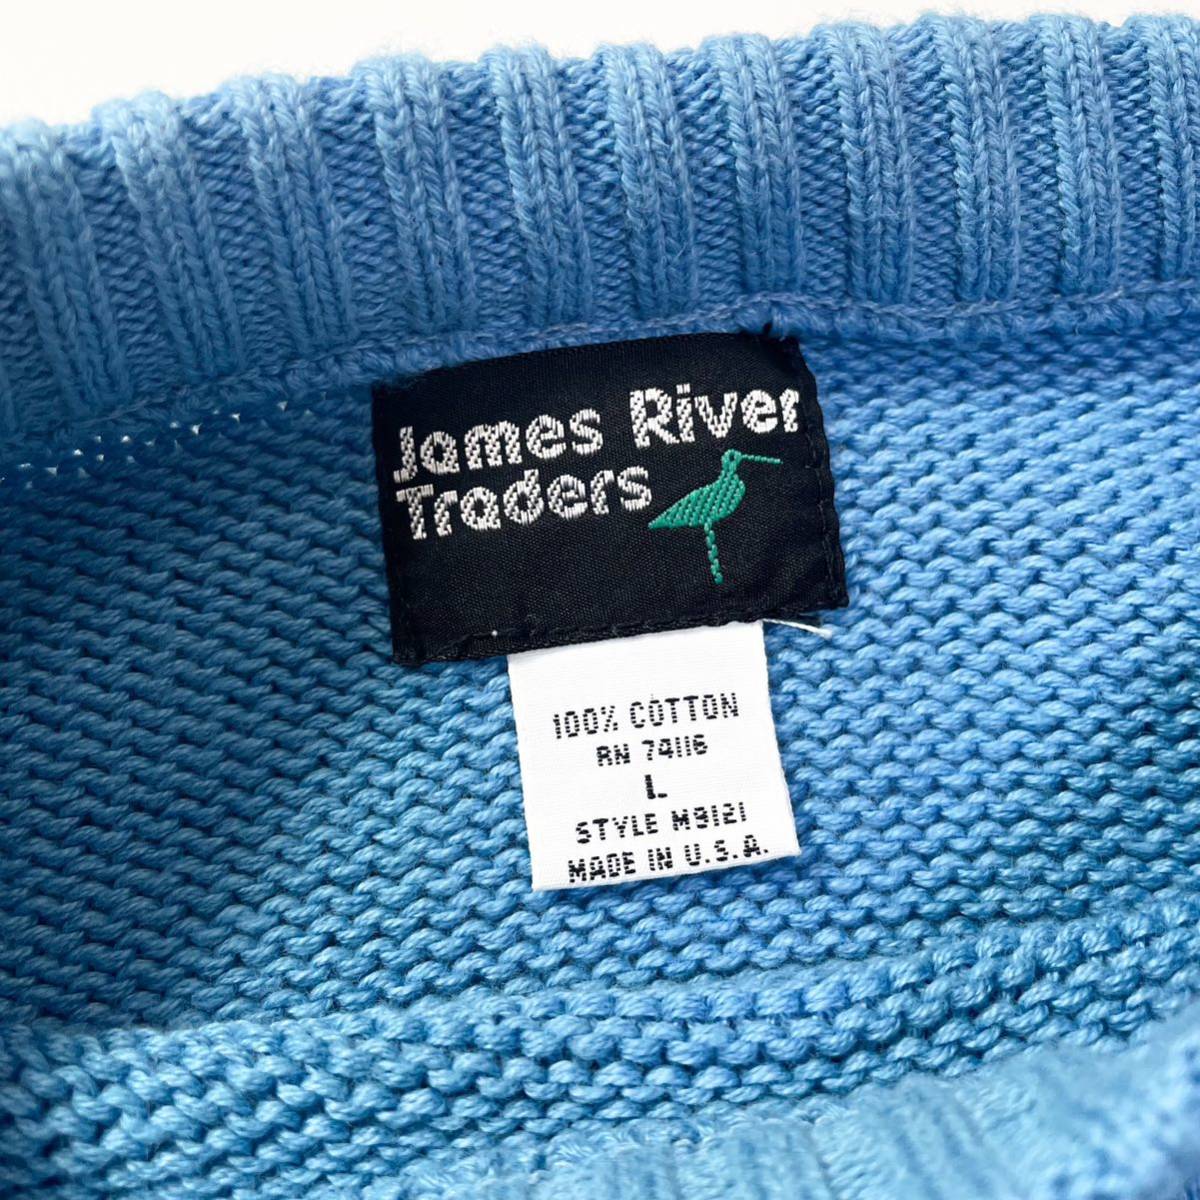 James River
Traders
100% COTTON
RN 74116
L
STYLE M9121
MADE IN U.S.A.